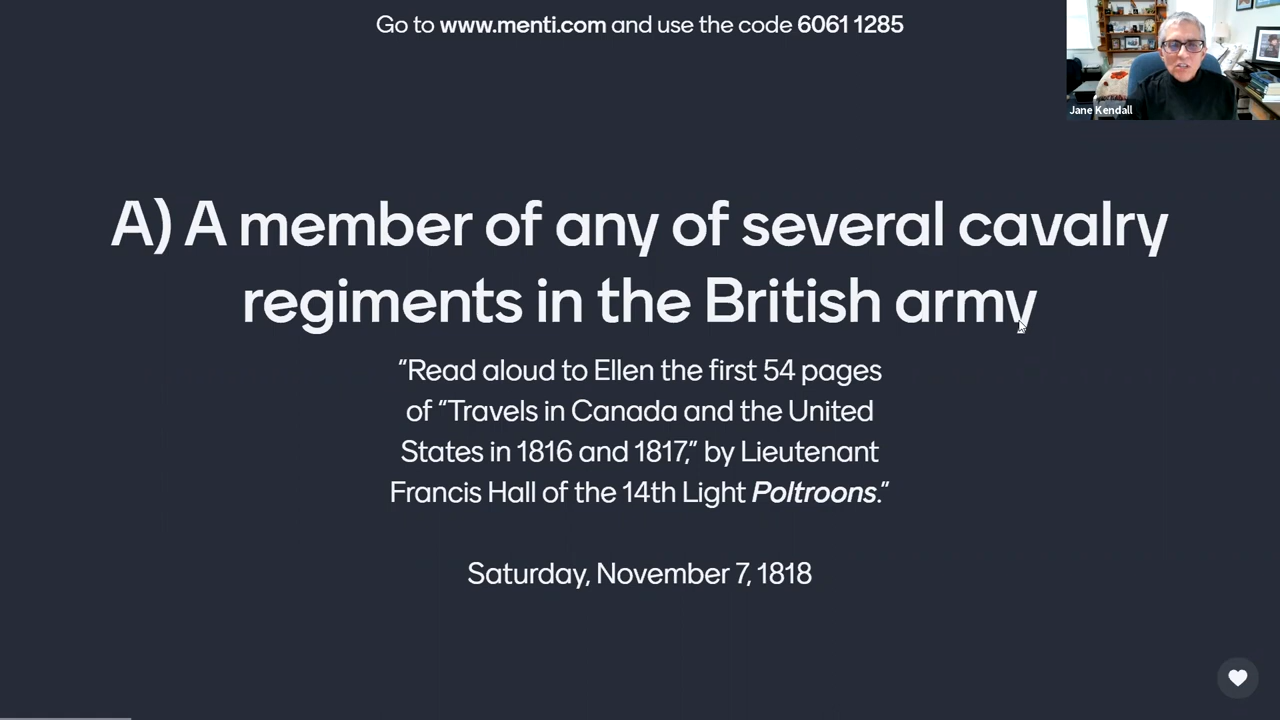 Go to www.menti.com and use the code 6061 1285
Jane Kendall
A) A member of any of several cavalry
regiments in the British army
“Read aloud to Ellen the first 54 pages
of “Travels in Canada and the United
States in 1816 and 1817,” by Lieutenant
Francis Hall of the 14th Light Poltroons.”
Saturday, November 7, 1818